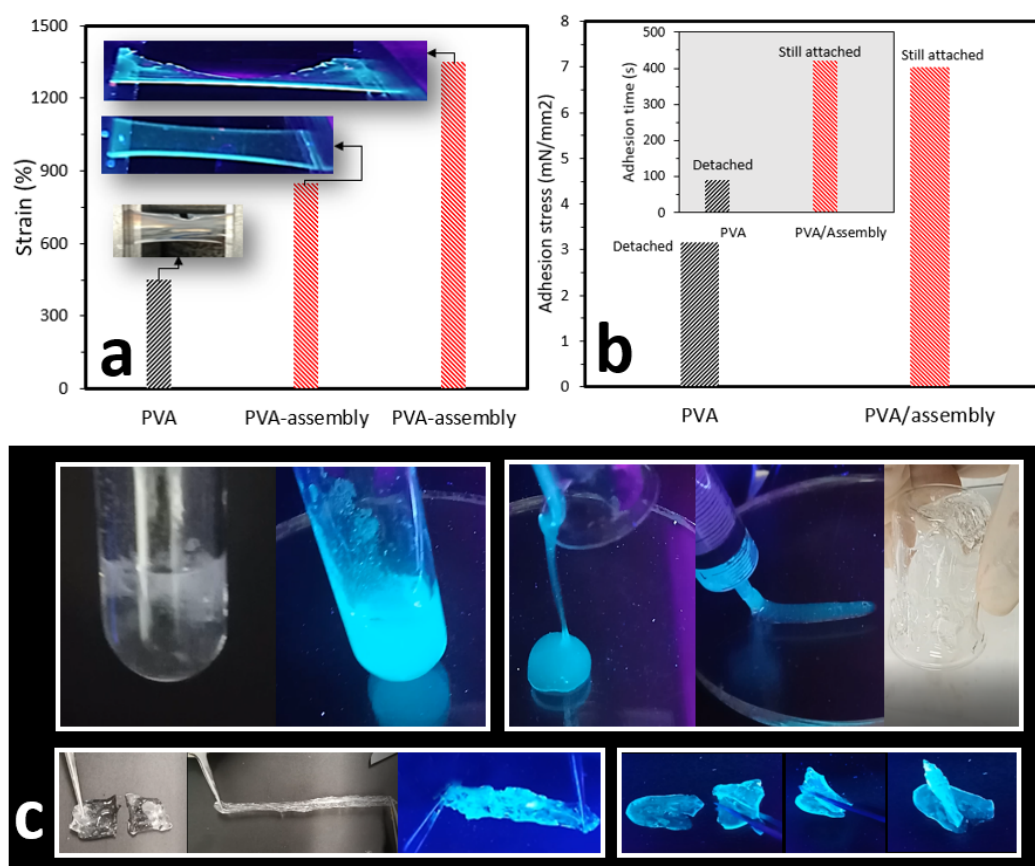 1500
1200
900
600
300
0
Strain (%)
a
PVA
PVA-assembly
PVA-assembly
8
7
6
5
4
3
2
1
0
Adhesion stress (mN/mm2)
500
400
300
200
100
0
Adhesion time (s)
Still attached
Detached
PVA
PVA/Assembly
Still attached
Detached
b
PVA
PVA/assembly
c